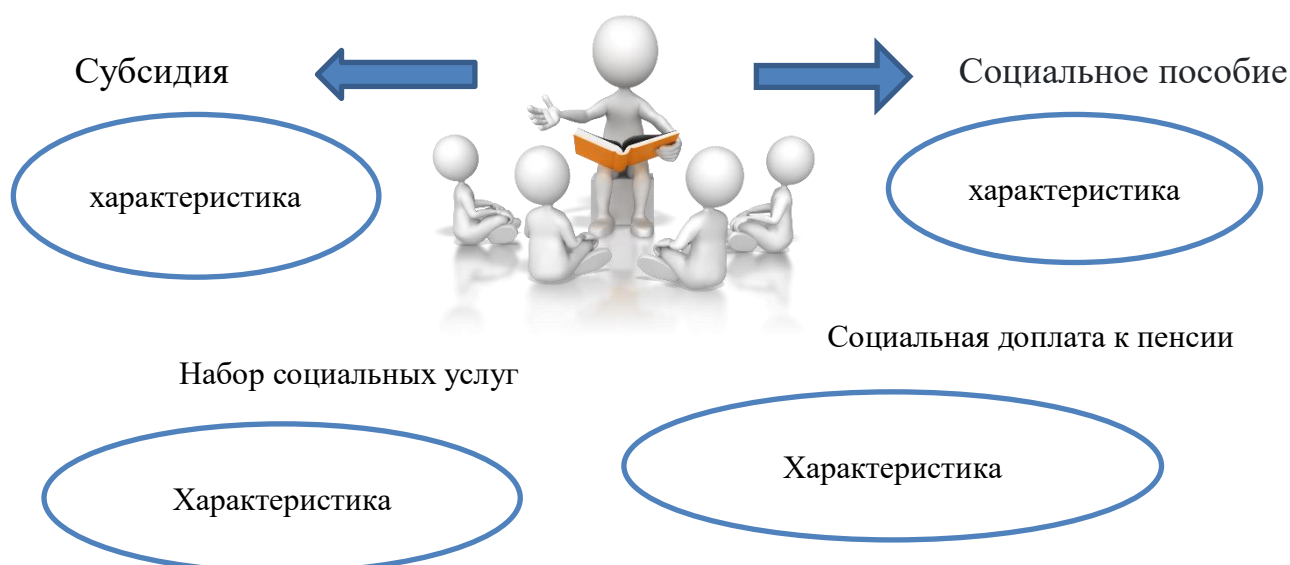 Субсидия
Социальное пособие
характеристика
характеристика
Социальная доплата к пенсии
Набор социальных услуг
Характеристика
Характеристика